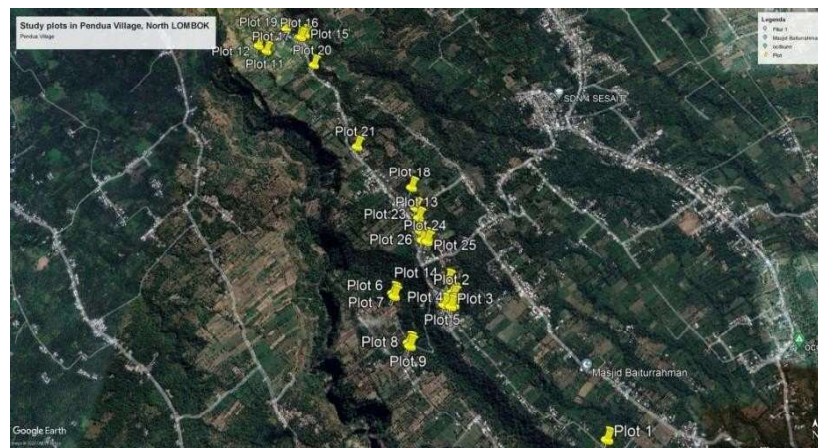 Study plots in Pendua Village, North LOMBOK
Pendua Village
Legenda
Masjid Baiturrahman
Plot
Plot 19
Plot 16
Plot 17
Plot 15
Plot 12
Plot 20
Plot 11
SDN 4 SESAIT
Plot 21
Plot 18
Plot 13
Plot 23
Plot 24
Plot 26
Plot 25
Plot 14
Plot 2
Plot 6
Plot 4
Plot 3
Plot 7
Plot 5
Plot 8
Plot 9
Masjid Baiturrahman
Plot 1
Google Earth
N